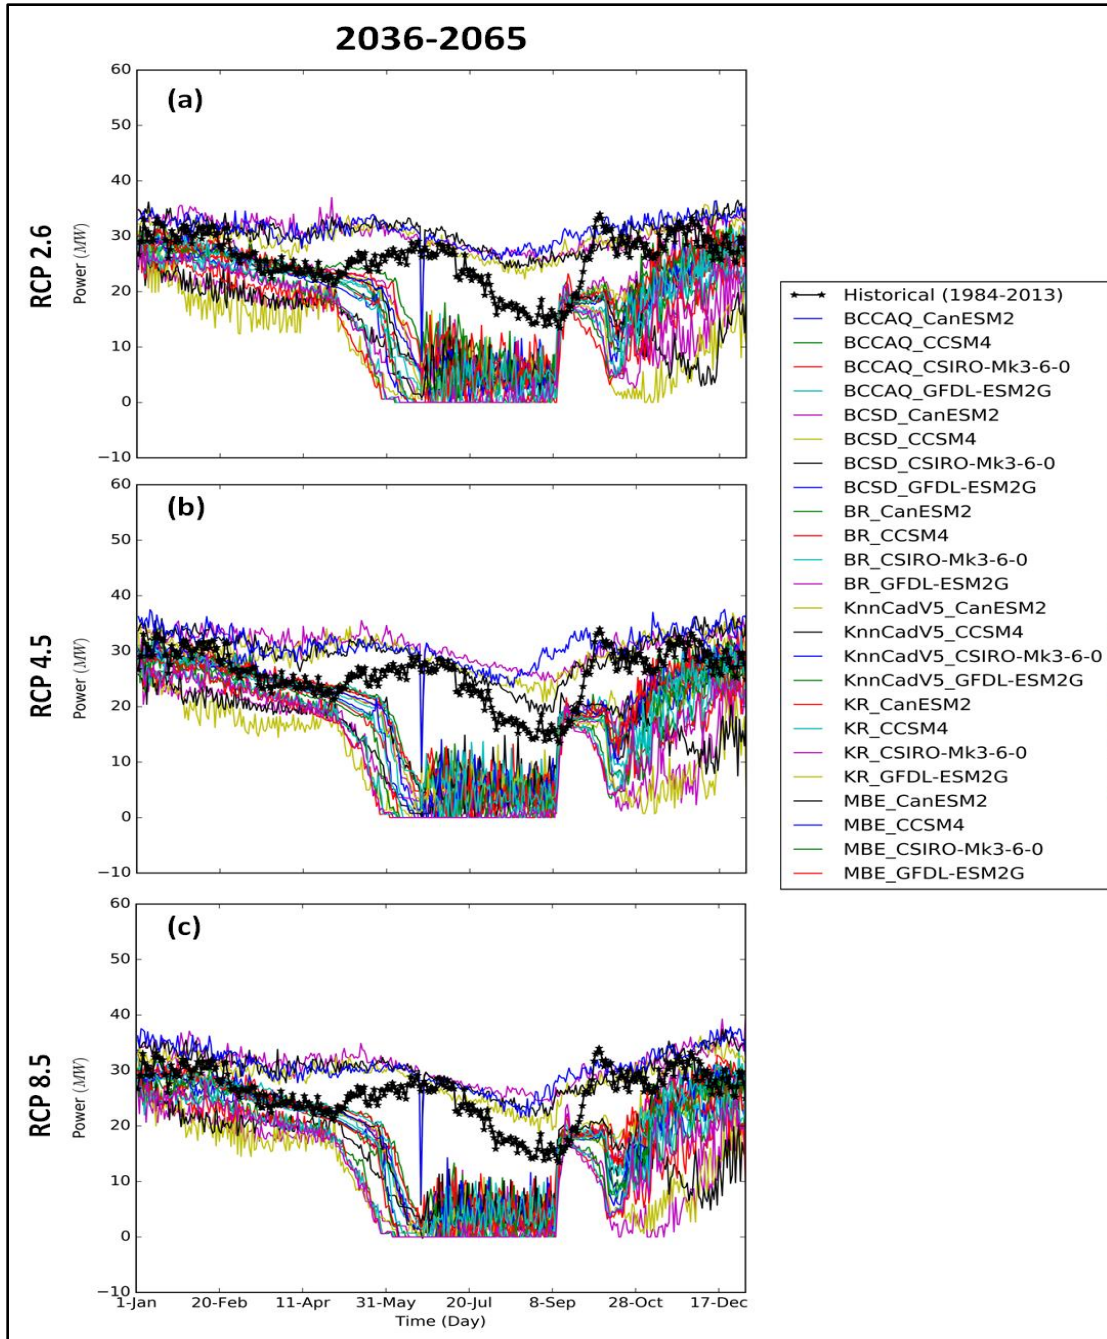 2036-2065
(a)
RCP 2.6
Power (MW)
60
50
40
30
20
10
0
−10
(b)
RCP 4.5
Power (MW)
60
50
40
30
20
10
0
−10
(c)
RCP 8.5
Power (MW)
60
50
40
30
20
10
0
−10
1-Jan 20-Feb 11-Apr 31-May 20-Jul 8-Sep 28-Oct 17-Dec
Time (Day)
Historical (1984-2013)
BCCAQ_CanESM2
BCCAQ_CCSM4
BCCAQ_CSIRO-Mk3-6-0
BCCAQ_GFDL-ESM2G
BCSD_CanESM2
BCSD_CCSM4
BCSD_CSIRO-Mk3-6-0
BCSD_GFDL-ESM2G
BR_CanESM2
BR_CCSM4
BR_CSIRO-Mk3-6-0
BR_GFDL-ESM2G
KnnCadV5_CanESM2
KnnCadV5_CCSM4
KnnCadV5_CSIRO-Mk3-6-0
KnnCadV5_GFDL-ESM2G
KR_CanESM2
KR_CCSM4
KR_CSIRO-Mk3-6-0
KR_GFDL-ESM2G
MBE_CanESM2
MBE_CCSM4
MBE_CSIRO-Mk3-6-0
MBE_GFDL-ESM2G